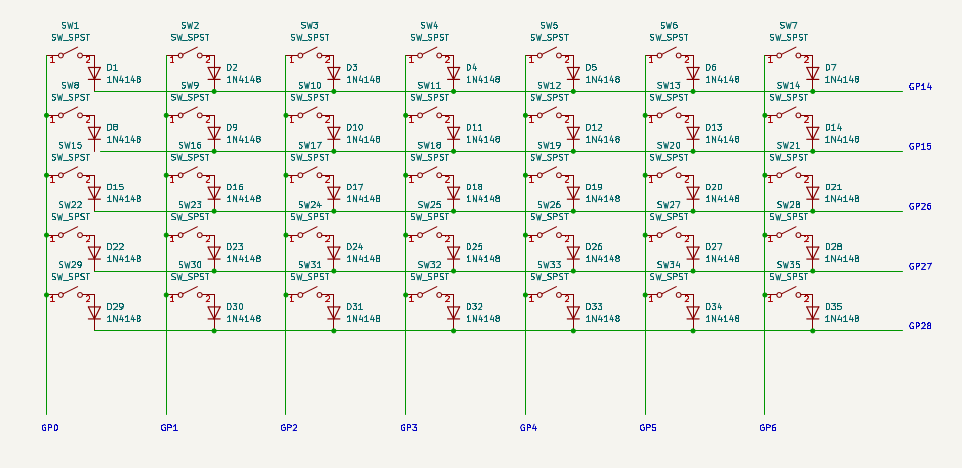 SW1 SW2 SW3 SW4 SW5 SW6 SW7
SW_SPST SW_SPST SW_SPST SW_SPST SW_SPST SW_SPST SW_SPST
1 2 1 2 1 2 1 2 1 2 1 2 1 2
D1 D2 D3 D4 D5 D6 D7
1N4148 1N4148 1N4148 1N4148 1N4148 1N4148 1N4148
SW8 SW9 SW10 SW11 SW12 SW13 SW14 GP14
SW_SPST SW_SPST SW_SPST SW_SPST SW_SPST SW_SPST SW_SPST
1 2 1 2 1 2 1 2 1 2 1 2 1 2
D8 D9 D10 D11 D12 D13 D14
1N4148 1N4148 1N4148 1N4148 1N4148 1N4148 1N4148
SW15 SW16 SW17 SW18 SW19 SW20 SW21 GP15
SW_SPST SW_SPST SW_SPST SW_SPST SW_SPST SW_SPST SW_SPST
1 2 1 2 1 2 1 2 1 2 1 2 1 2
D15 D16 D17 D18 D19 D20 D21
1N4148 1N4148 1N4148 1N4148 1N4148 1N4148 1N4148
SW22 SW23 SW24 SW25 SW26 SW27 SW28 GP26
SW_SPST SW_SPST SW_SPST SW_SPST SW_SPST SW_SPST SW_SPST
1 2 1 2 1 2 1 2 1 2 1 2 1 2
D22 D23 D24 D25 D26 D27 D28
1N4148 1N4148 1N4148 1N4148 1N4148 1N4148 1N4148
SW29 SW30 SW31 SW32 SW33 SW34 SW35 GP27
SW_SPST SW_SPST SW_SPST SW_SPST SW_SPST SW_SPST SW_SPST
1 2 1 2 1 2 1 2 1 2 1 2 1 2
D29 D30 D31 D32 D33 D34 D35
1N4148 1N4148 1N4148 1N4148 1N4148 1N4148 1N4148
GP28
GP0 GP1 GP2 GP3 GP4 GP5 GP6